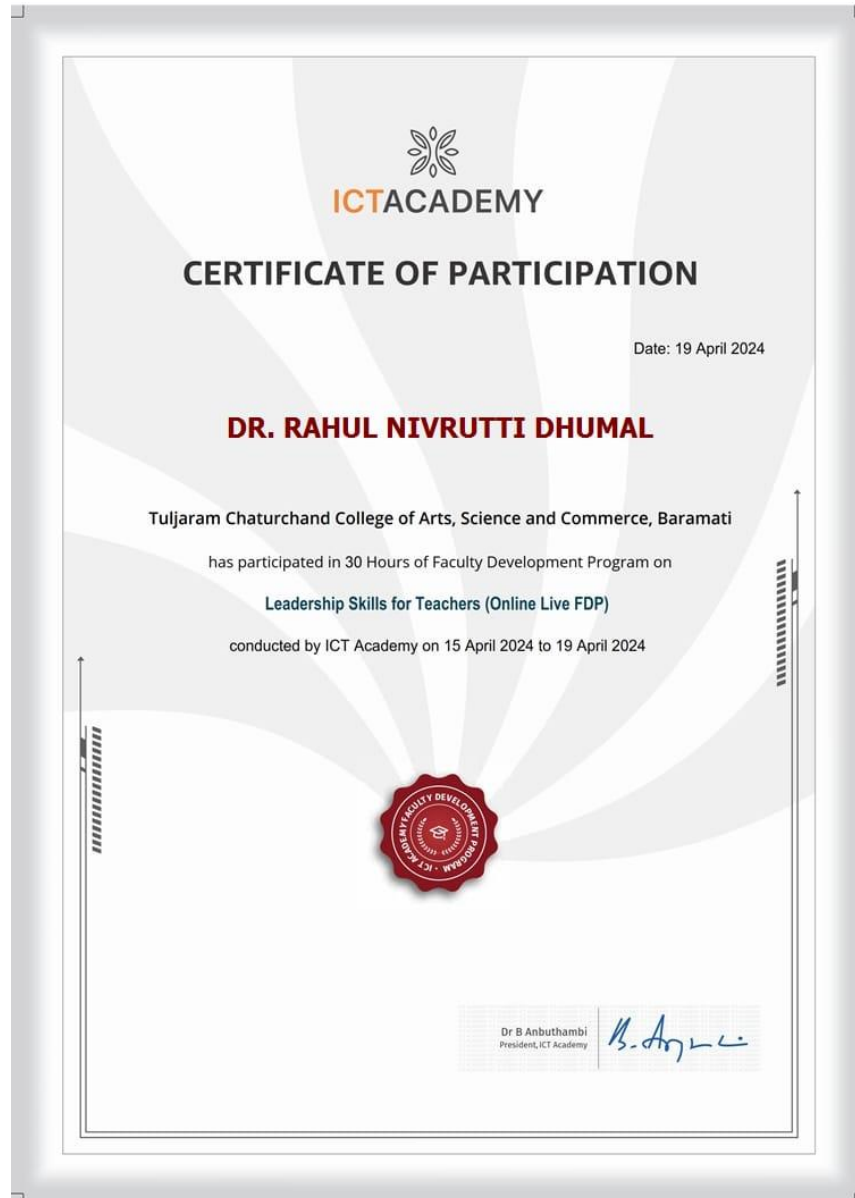 ICTACADEMY
CERTIFICATE OF PARTICIPATION
Date: 19 April 2024
DR. RAHUL NIVRUTTI DHUMAL
Tuljaram Chaturchand College of Arts, Science and Commerce, Baramati
has participated in 30 Hours of Faculty Development Program on
Leadership Skills for Teachers (Online Live FDP)
conducted by ICT Academy on 15 April 2024 to 19 April 2024
ICT ACADEMY FACULTY DEVELOPMENT PROGRAM
Dr B Anbuthambi
President, ICT Academy